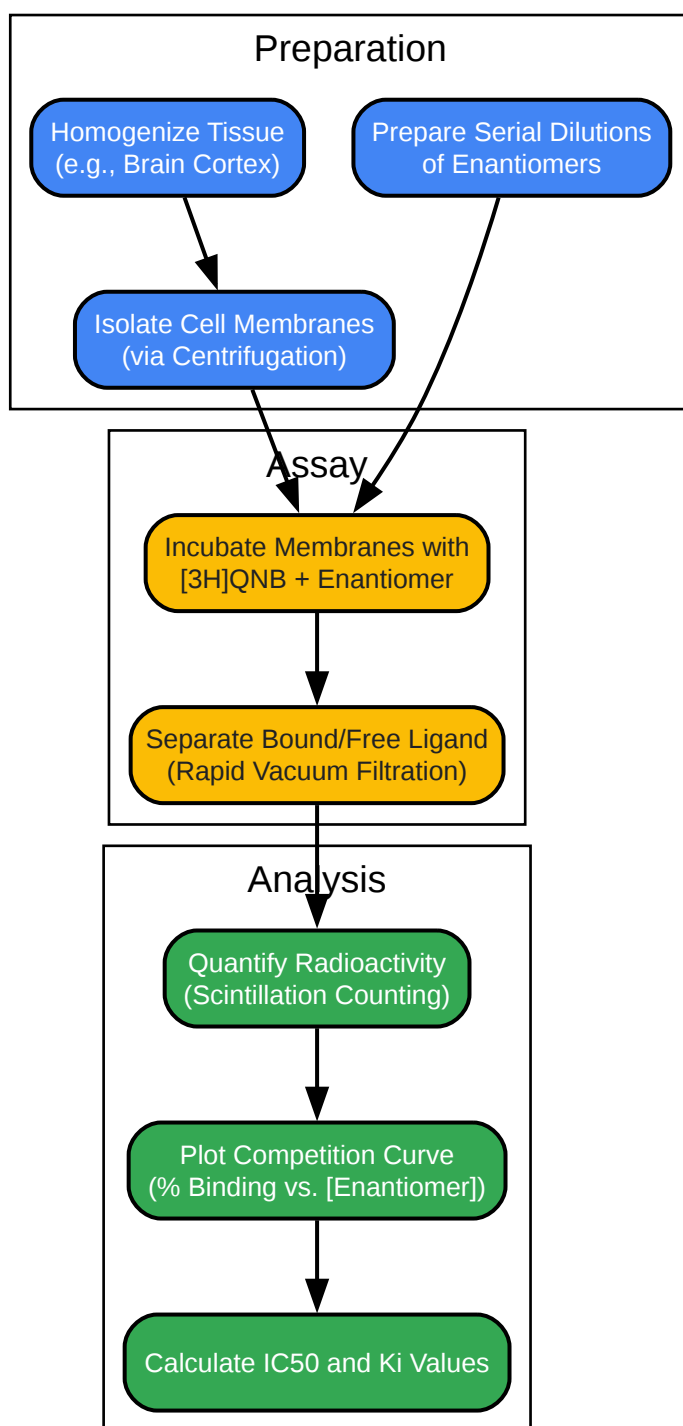 Preparation
Homogenize Tissue
(e.g., Brain Cortex)
Prepare Serial Dilutions
of Enantiomers
Isolate Cell Membranes
(via Centrifugation)
Assay
Incubate Membranes with
[3H]QNB + Enantiomer
Separate Bound/Free Ligand
(Rapid Vacuum Filtration)
Analysis
Quantify Radioactivity
(Scintillation Counting)
Plot Competition Curve
(% Binding vs. [Enantiomer])
Calculate IC50 and Ki Values